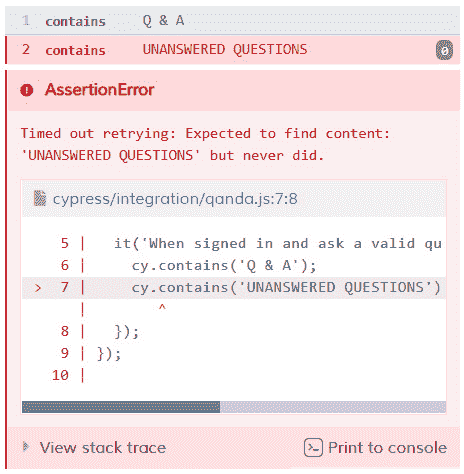 1 contains Q & A
2 contains UNANSWERED QUESTIONS 0
! AssertionError
Timed out retrying: Expected to find content:
'UNANSWERED QUESTIONS' but never did.
cypress/integration/qanda.js:7:8
5 | it('When signed in and ask a valid qu
6 | cy.contains('Q & A');
> 7 | cy.contains('UNANSWERED QUESTIONS')
| ^
8 | });
9 | });
10 |
View stack trace >_ Print to console